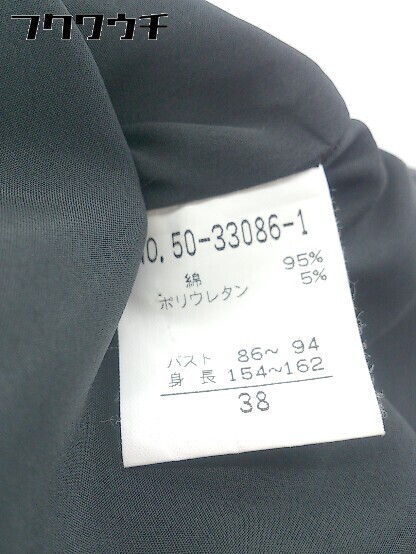 フクワウチ
NO. 50-33086-1
綿 95%
ポリウレタン 5%
バスト 86~ 94
身 長 154~162
38